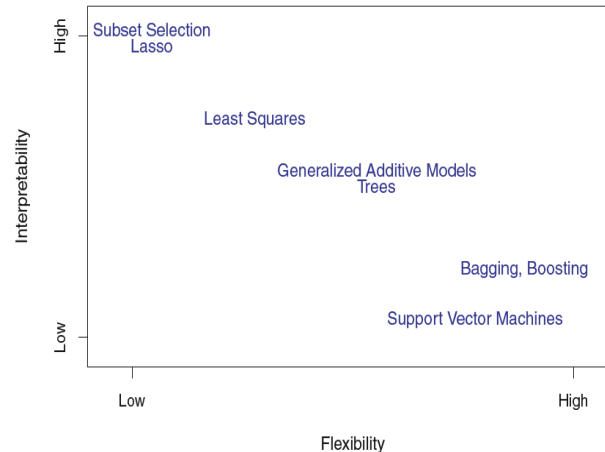 High
Interpretability
Low
Subset Selection
Lasso
Least Squares
Generalized Additive Models
Trees
Bagging, Boosting
Support Vector Machines
Low
High
Flexibility